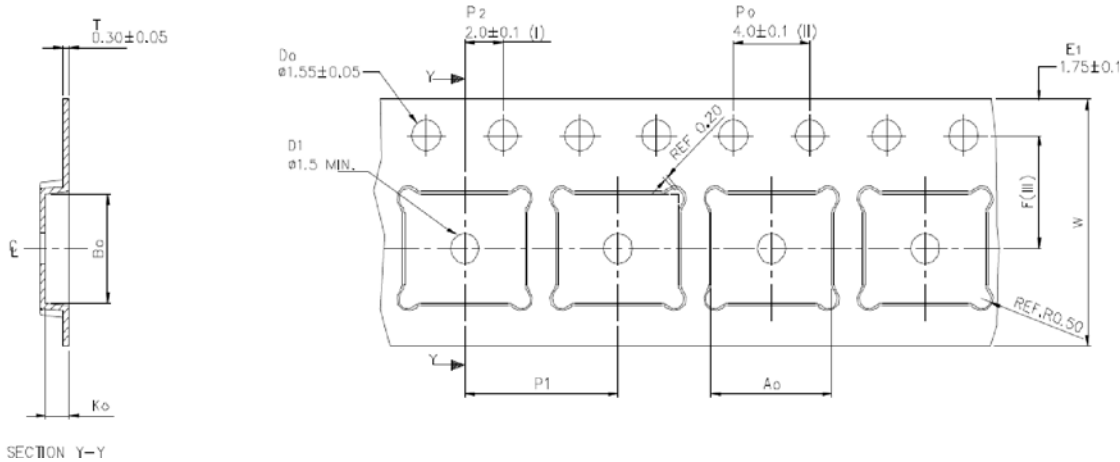 T
0.30±0.05
P2
2.0±0.1 (I)
Po
4.0±0.1 (II)
E1
1.75±0.1
Do
ø1.55±0.05
Y
D1
ø1.5 MIN.
REF 0.20
F(III)
W
Bo
℄
REF.R0.50
Y
P1
Ao
Ko
SECTION Y-Y